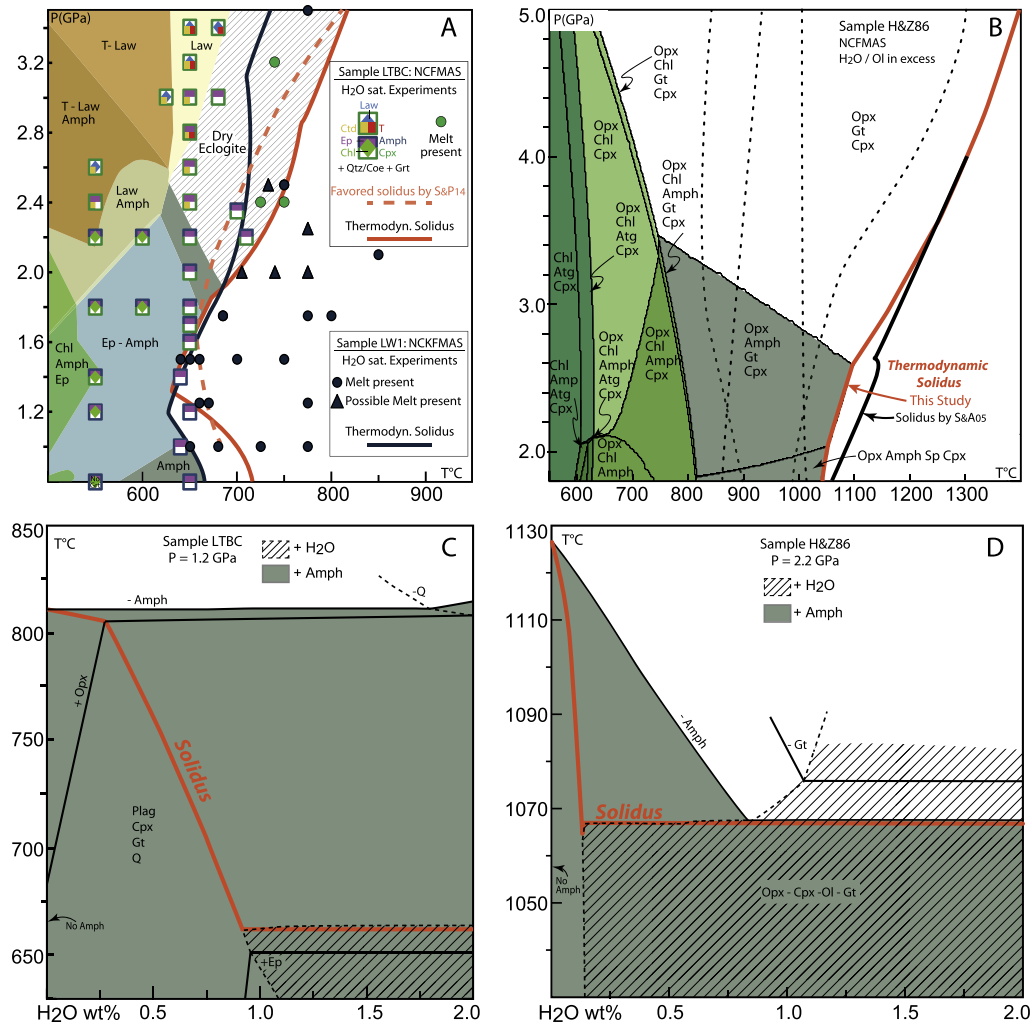 P(GPa)
A
T- Law
Law
3.2
T - Law
Amph
2.8
Dry
Eclogite
Law
Amph
2.4
2.0
Ep - Amph
1.6
Chl
Amph
Ep
1.2
Amph
No
600
700
800
900
T°C
Sample LTBC: NCFMAS
H2O sat. Experiments
Law
Ctd
T
Ep
Amph
Chl
Cpx
Melt
present
+ Qtz/Coe + Grt
Favored solidus by S&P14
Thermodyn. Solidus
Sample LW1: NCKFMAS
H2O sat. Experiments
Melt present
Possible Melt present
Thermodyn. Solidus
5.0
P(GPa)
B
Sample H&Z86
NCFMAS
H2O / Ol in excess
Opx
Chl
Gt
Cpx
Opx
Gt
Cpx
Opx
Chl
Cpx
4.0
Opx
Chl
Amph
Gt
Cpx
Opx
Chl
Atg
Cpx
Chl
Atg
Cpx
3.0
Opx
Chl
Amph
Atg
Cpx
Opx
Chl
Amph
Cpx
Opx
Amph
Gt
Cpx
Chl
Amp
Atg
Cpx
Thermodynamic
Solidus
This Study
Solidus by S&A05
Opx
Chl
Amph
Opx Amph Sp Cpx
2.0
T°C
600
700
800
900
1000
1100
1200
1300
850
T°C
Sample LTBC
P = 1.2 GPa
+ H2O
+ Amph
C
-Q
- Amph
800
+ Opx
Solidus
750
Plag
Cpx
Gt
Q
700
No Amph
650
+Ep
H2O wt%
0.5
1.0
1.5
2.0
1130
T°C
Sample H&Z86
P = 2.2 GPa
+ H2O
+ Amph
D
1110
1090
- Amph
- Gt
1070
Solidus
No
Amph
Opx - Cpx -Ol - Gt
1050
H2O wt%
0.5
1.0
1.5
2.0